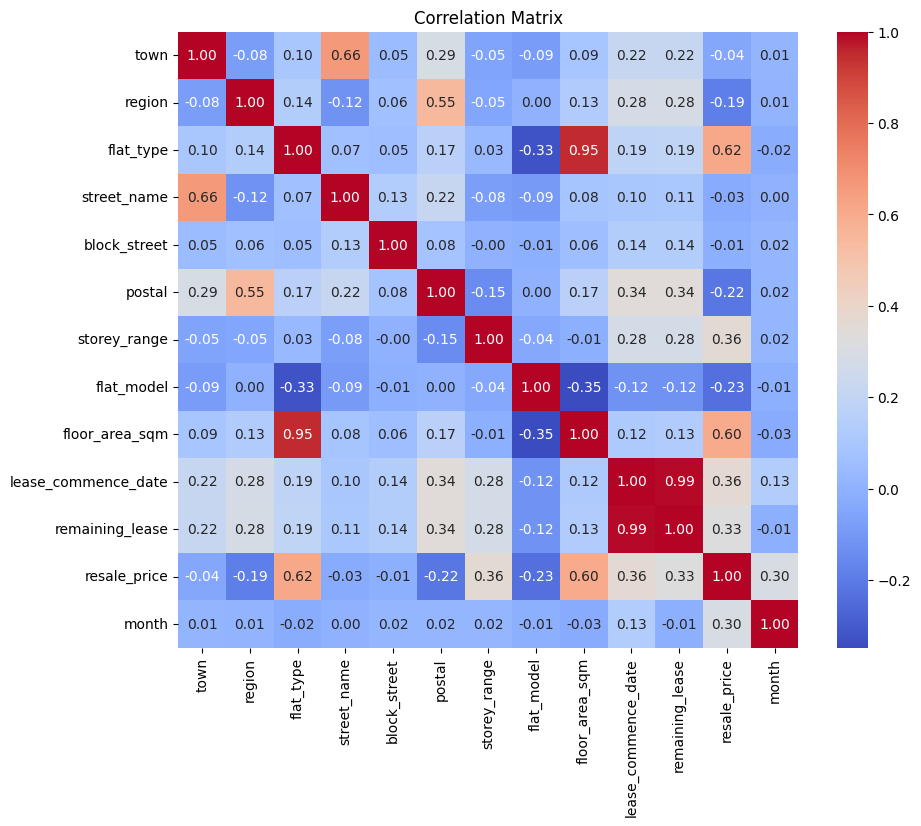 Correlation Matrix
town 1.00 -0.08 0.10 0.66 0.05 0.29 -0.05 -0.09 0.09 0.22 0.22 -0.04 0.01
region -0.08 1.00 0.14 -0.12 0.06 0.55 -0.05 0.00 0.13 0.28 0.28 -0.19 0.01
flat_type 0.10 0.14 1.00 0.07 0.05 0.17 0.03 -0.33 0.95 0.19 0.19 0.62 -0.02
street_name 0.66 -0.12 0.07 1.00 0.13 0.22 -0.08 -0.09 0.08 0.10 0.11 -0.03 0.00
block_street 0.05 0.06 0.05 0.13 1.00 0.08 -0.00 -0.01 0.06 0.14 0.14 -0.01 0.02
postal 0.29 0.55 0.17 0.22 0.08 1.00 -0.15 0.00 0.17 0.34 0.34 -0.22 0.02
storey_range -0.05 -0.05 0.03 -0.08 -0.00 -0.15 1.00 -0.04 -0.01 0.28 0.28 0.36 0.02
flat_model -0.09 0.00 -0.33 -0.09 -0.01 0.00 -0.04 1.00 -0.35 -0.12 -0.12 -0.23 -0.01
floor_area_sqm 0.09 0.13 0.95 0.08 0.06 0.17 -0.01 -0.35 1.00 0.12 0.13 0.60 -0.03
lease_commence_date 0.22 0.28 0.19 0.10 0.14 0.34 0.28 -0.12 0.12 1.00 0.99 0.36 0.13
remaining_lease 0.22 0.28 0.19 0.11 0.14 0.34 0.28 -0.12 0.13 0.99 1.00 0.33 -0.01
resale_price -0.04 -0.19 0.62 -0.03 -0.01 -0.22 0.36 -0.23 0.60 0.36 0.33 1.00 0.30
month 0.01 0.01 -0.02 0.00 0.02 0.02 0.02 -0.01 -0.03 0.13 -0.01 0.30 1.00
town region flat_type street_name block_street postal storey_range flat_model floor_area_sqm lease_commence_date remaining_lease resale_price month
1.0
0.8
0.6
0.4
0.2
0.0
−0.2